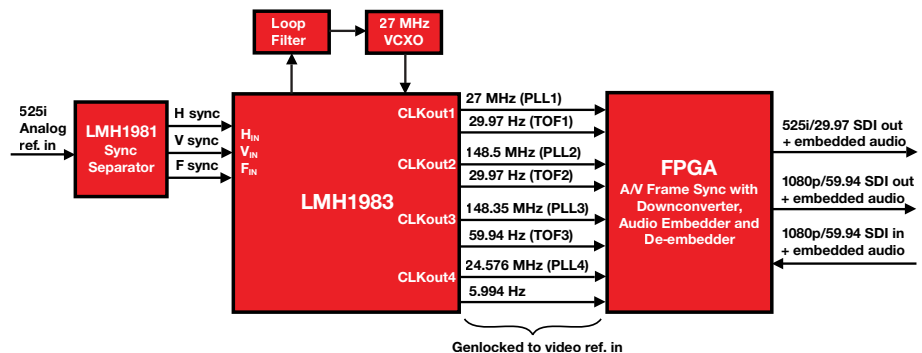 Loop
Filter
27 MHz
VCXO
525i
Analog
ref. in
LMH1981
Sync
Separator
H sync
V sync
F sync
HIN
VIN
FIN
LMH1983
CLKout1
CLKout2
CLKout3
CLKout4
27 MHz (PLL1)
29.97 Hz (TOF1)
148.5 MHz (PLL2)
29.97 Hz (TOF2)
148.35 MHz (PLL3)
59.94 Hz (TOF3)
24.576 MHz (PLL4)
5.994 Hz
FPGA
A/V Frame Sync with
Downconverter,
Audio Embedder and
De-embedder
525i/29.97 SDI out
+ embedded audio
1080p/59.94 SDI out
+ embedded audio
1080p/59.94 SDI in
+ embedded audio
Genlocked to video ref. in